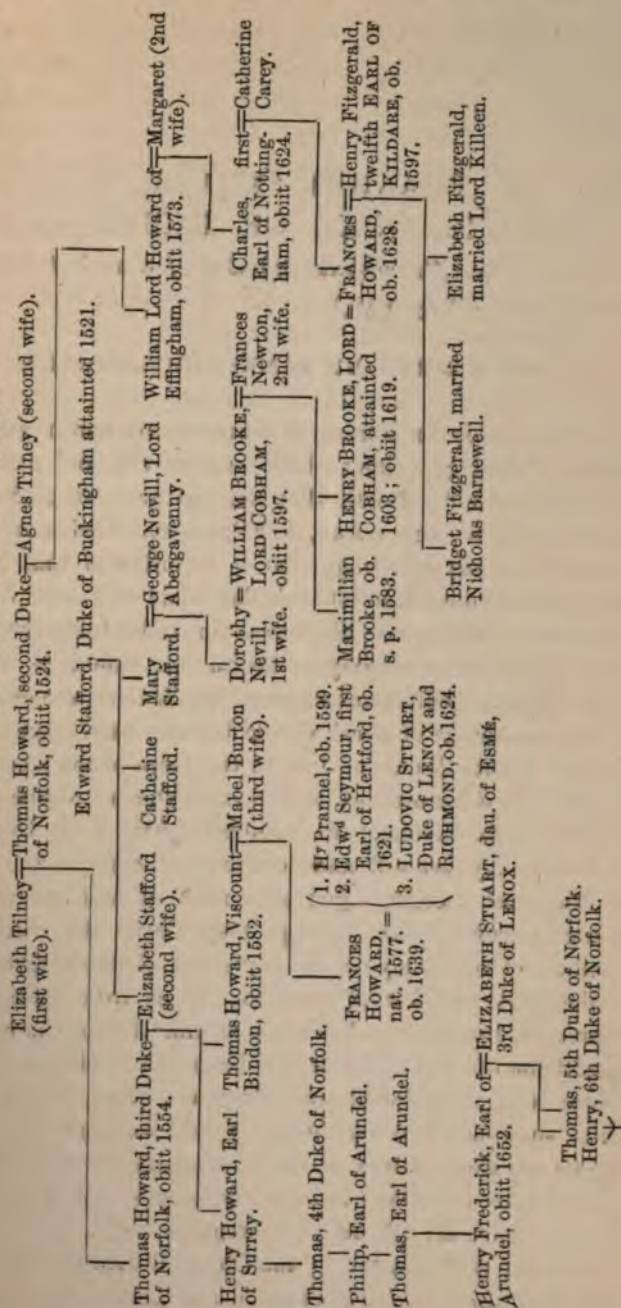 Elizabeth Tilney=Thomas Howard, second Duke=Agnes Tilney (second wife).
(first wife). of Norfolk, obiit 1524.
Edward Stafford, Duke of Buckingham attainted 1521.
Thomas Howard, third Duke=Elizabeth Stafford
of Norfolk, obiit 1554. (second wife).
Catherine
Stafford.
Mary
Stafford.
=George Nevill, Lord
Abergavenny.
William Lord Howard of=Margaret (2nd
Effingham, obiit 1573. wife).
Henry Howard, Earl
of Surrey.
Thomas Howard, Viscount=Mabel Burton
Bindon, obiit 1582. (third wife).
Dorothy=WILLIAM BROOKE,=Frances
Nevill, LORD COBHAM, Newton,
1st wife. obiit 1597. 2nd wife.
Charles, first=Catherine
Earl of Notting- Carey.
ham, obiit 1624.
Thomas, 4th Duke of Norfolk.
Philip, Earl of Arundel.
Thomas, Earl of Arundel.
FRANCES
HOWARD, =
nat. 1577.
ob. 1639.
1. Hy Prannel, ob. 1599.
2. Edwd Seymour, first
Earl of Hertford, ob.
1621.
3. LUDOVIC STUART,
Duke of LENOX and
RICHMOND, ob. 1624.
Maximilian
Brooke, ob.
s. p. 1583.
HENRY BROOKE, LORD=FRANCES=Henry Fitzgerald,
COBHAM, attainted HOWARD, twelfth EARL OF
1603; obiit 1619. ob. 1628. KILDARE, ob.
1597.
Bridget Fitzgerald, married
Nicholas Barnewell.
Elizabeth Fitzgerald,
married Lord Killeen.
Henry Frederick, Earl of=ELIZABETH STUART, dau. of ESMÉ,
Arundel, obiit 1652. 3rd Duke of LENOX.
Thomas, 5th Duke of Norfolk.
Henry, 6th Duke of Norfolk.